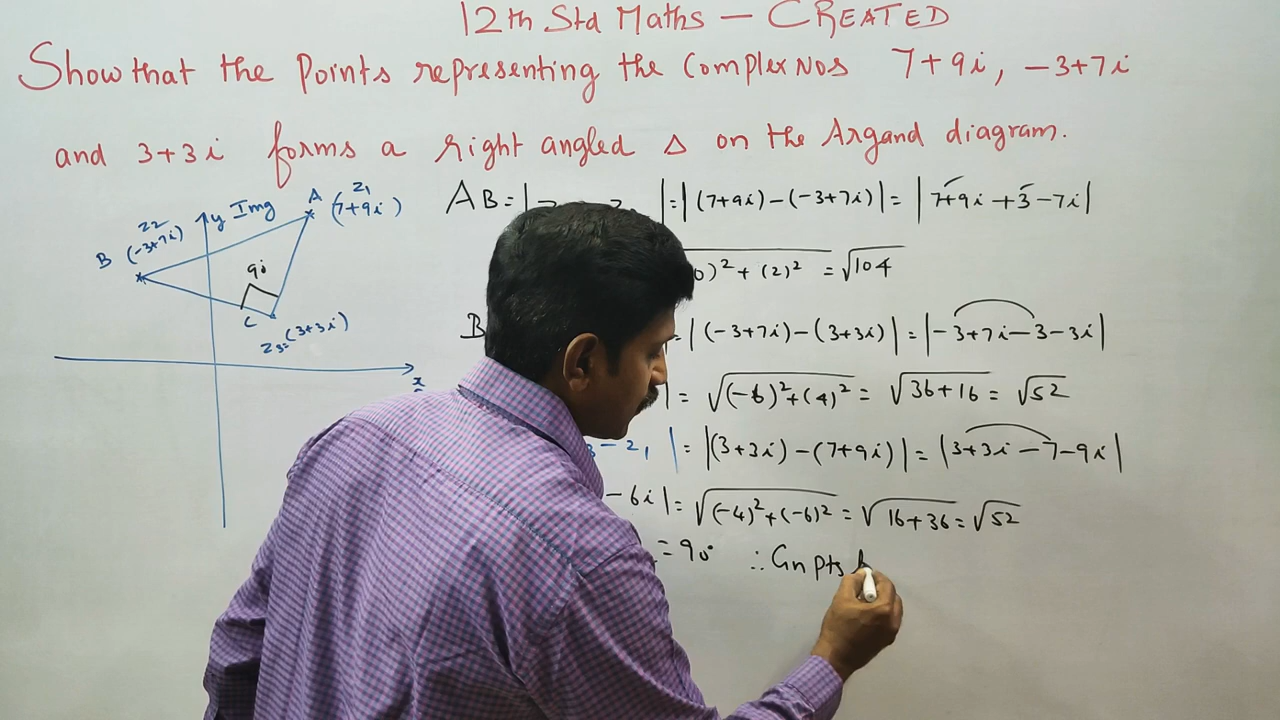 12th Std Maths – CREATED
Show that the Points representing the Complex Nos 7+9i, -3+7i
and 3+3i forms a right angled Δ on the Argand diagram.
y Img
z1
A (7+9i)
z2
B (-3+7i)
90
C
z3=(3+3i)
x
AB = | = |(7+9i)-(-3+7i)| = |7+9i+3-7i|
)²+(2)² = √104
B = |(-3+7i)-(3+3i)| = |-3+7i-3-3i|
| = √(-6)²+(4)² = √36+16 = √52
3-z1| = |(3+3i)-(7+9i)| = |3+3i-7-9i|
-6i| = √(-4)²+(-6)² = √16+36 = √52
=90° ∴ Gn pts